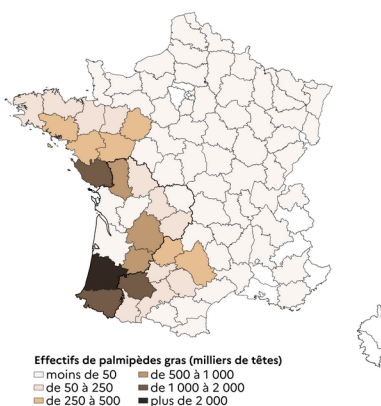 Effectifs de palmipèdes gras (milliers de têtes)
moins de 50 de 500 à 1 000
de 50 à 250 de 1 000 à 2 000
de 250 à 500 plus de 2 000